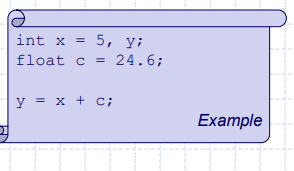 int x = 5, y;
float c = 24.6;
y = x + c;
Example